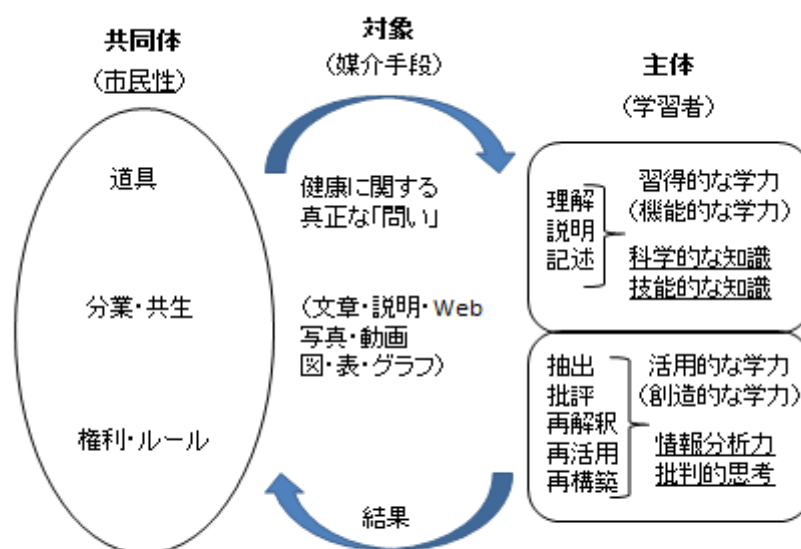 共同体
(市民性)
道具
分業・共生
権利・ルール
対象
(媒介手段)
健康に関する
真正な「問い」
(文章・説明・Web
写真・動画
図・表・グラフ)
結果
主体
(学習者)
理解
説明
記述
習得的な学力
(機能的な学力)
科学的な知識
技能的な知識
抽出
批評
再解釈
再活用
再構築
活用的な学力
(創造的な学力)
情報分析力
批判的思考